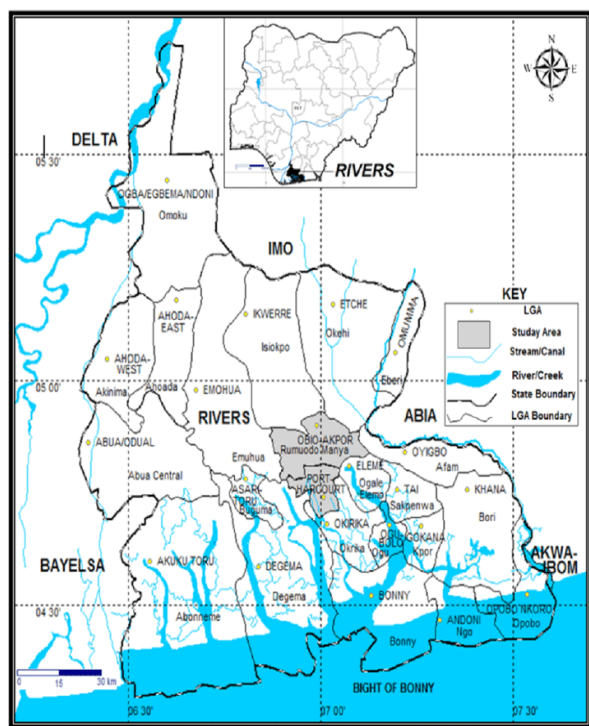 N
W E
S
RIVERS
DELTA
05 30'
OGBA/EGBEMA/NDONI
Omoku
IMO
KEY
LGA
Studay Area
Stream/Canal
River/Creek
State Boundary
LGA Boundary
AHODA-
EAST
IKWERRE
ETCHE
OMUMMA
Isiokpo
Okehi
AHODA-
WEST
Eberi
05 00'
Akinima
Ahoada
EMOHUA
RIVERS
ABIA
OBIO-AKPOR
Rumuodo Manya
ABUA/ODUAL
OYIGBO
Afam
Emuhua
ELEME
Abua Central
ASARI-
TORU
Buguma
PORT-
HARCOURT
Ogale
Eleme
TAI
Sakpenwa
KHANA
Bori
OKIRIKA
Okrika
OGU-
BOLO
Ogu
GOKANA
Kpor
AKWA-
IBOM
BAYELSA
AKUKU TORU
DEGEMA
Degema
BONNY
OPOBO NKORO
Opobo
04 30'
Abonneme
ANDONI
Ngo
Bonny
0 15 30 km
BIGHT OF BONNY
06 30'
07 00'
07 30'